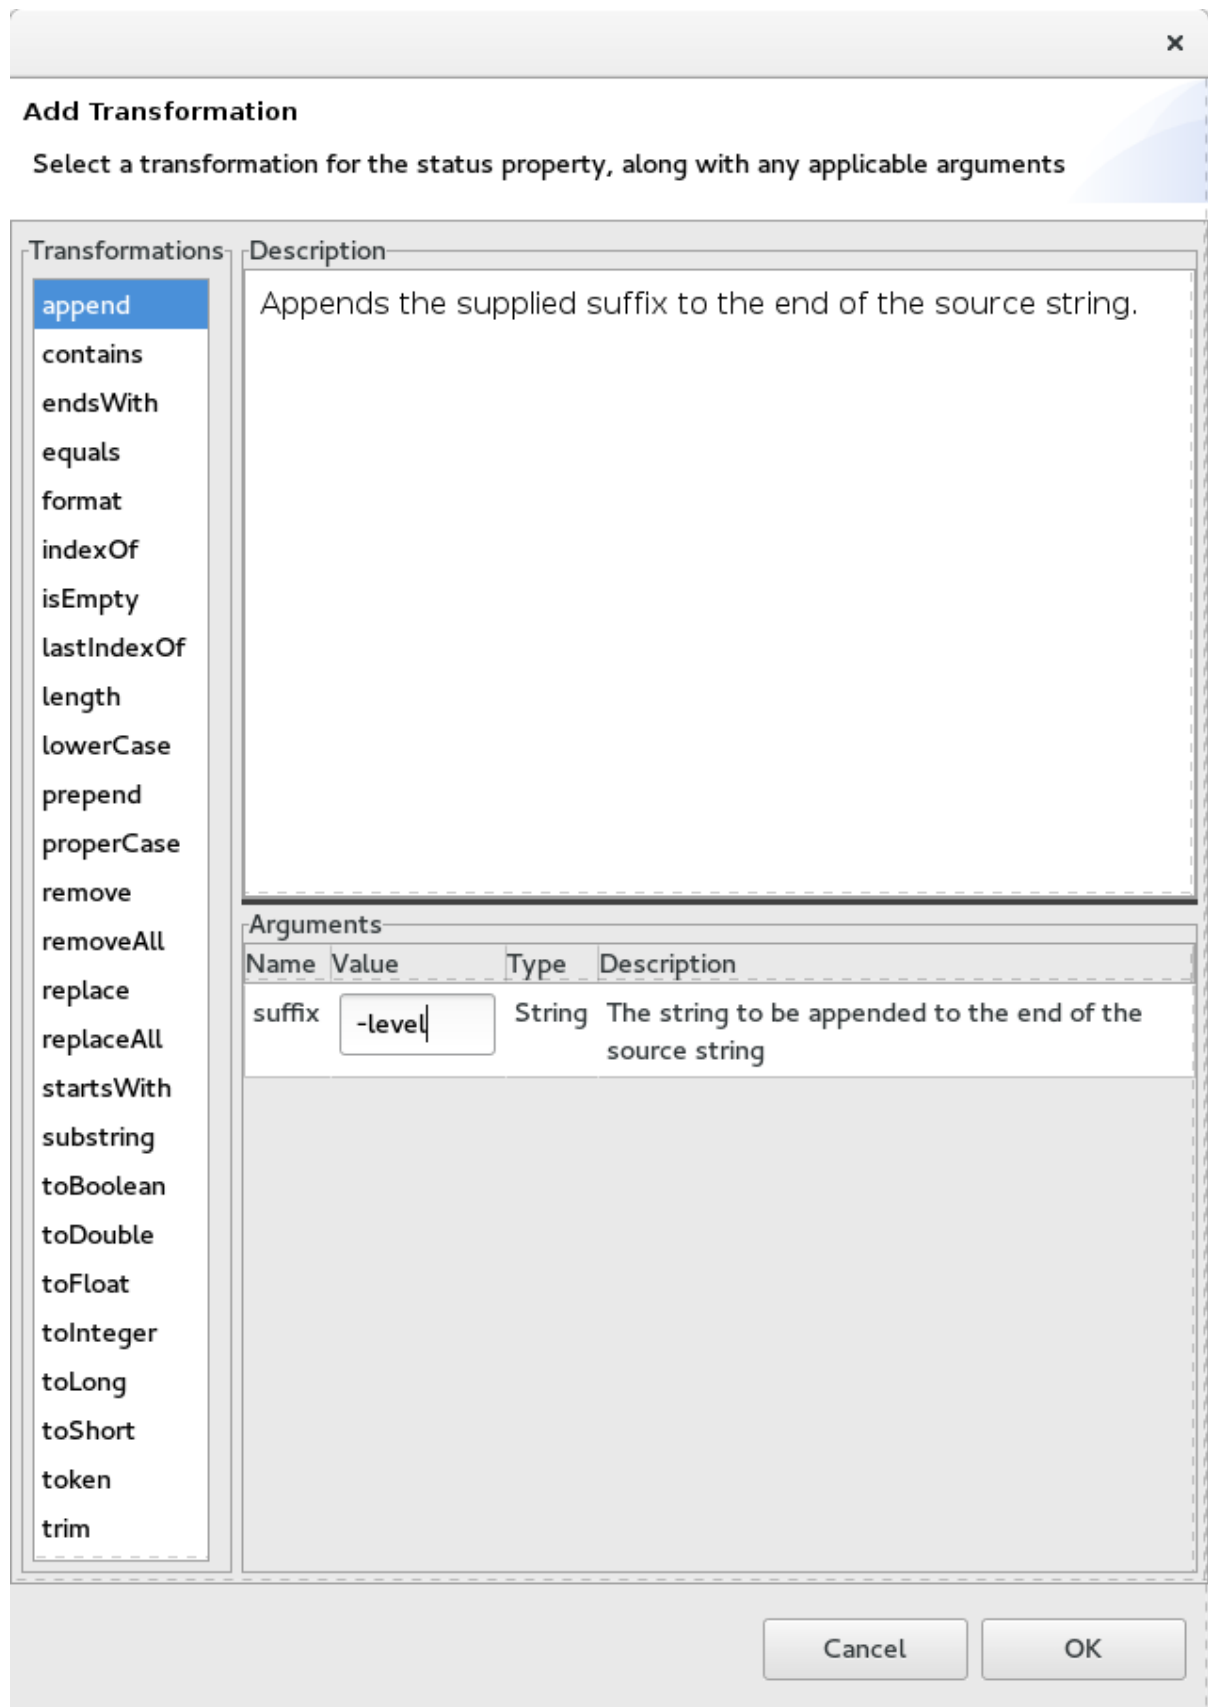 ×
Add Transformation
Select a transformation for the status property, along with any applicable arguments
Transformations
append
contains
endsWith
equals
format
indexOf
isEmpty
lastIndexOf
length
lowerCase
prepend
properCase
remove
removeAll
replace
replaceAll
startsWith
substring
toBoolean
toDouble
toFloat
toInteger
toLong
toShort
token
trim
Description
Appends the supplied suffix to the end of the source string.
Arguments
Name Value Type Description
suffix -level String The string to be appended to the end of the
source string
Cancel OK